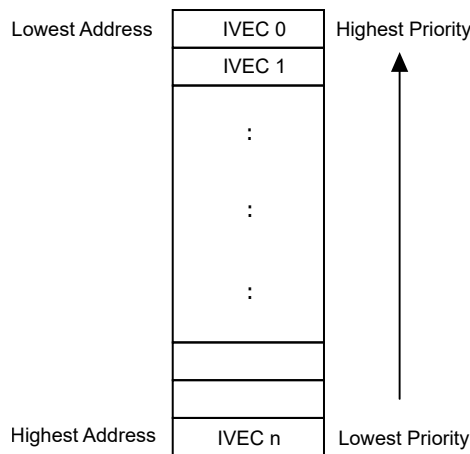 Lowest Address IVEC 0 Highest Priority
IVEC 1
:
:
:
Highest Address IVEC n Lowest Priority